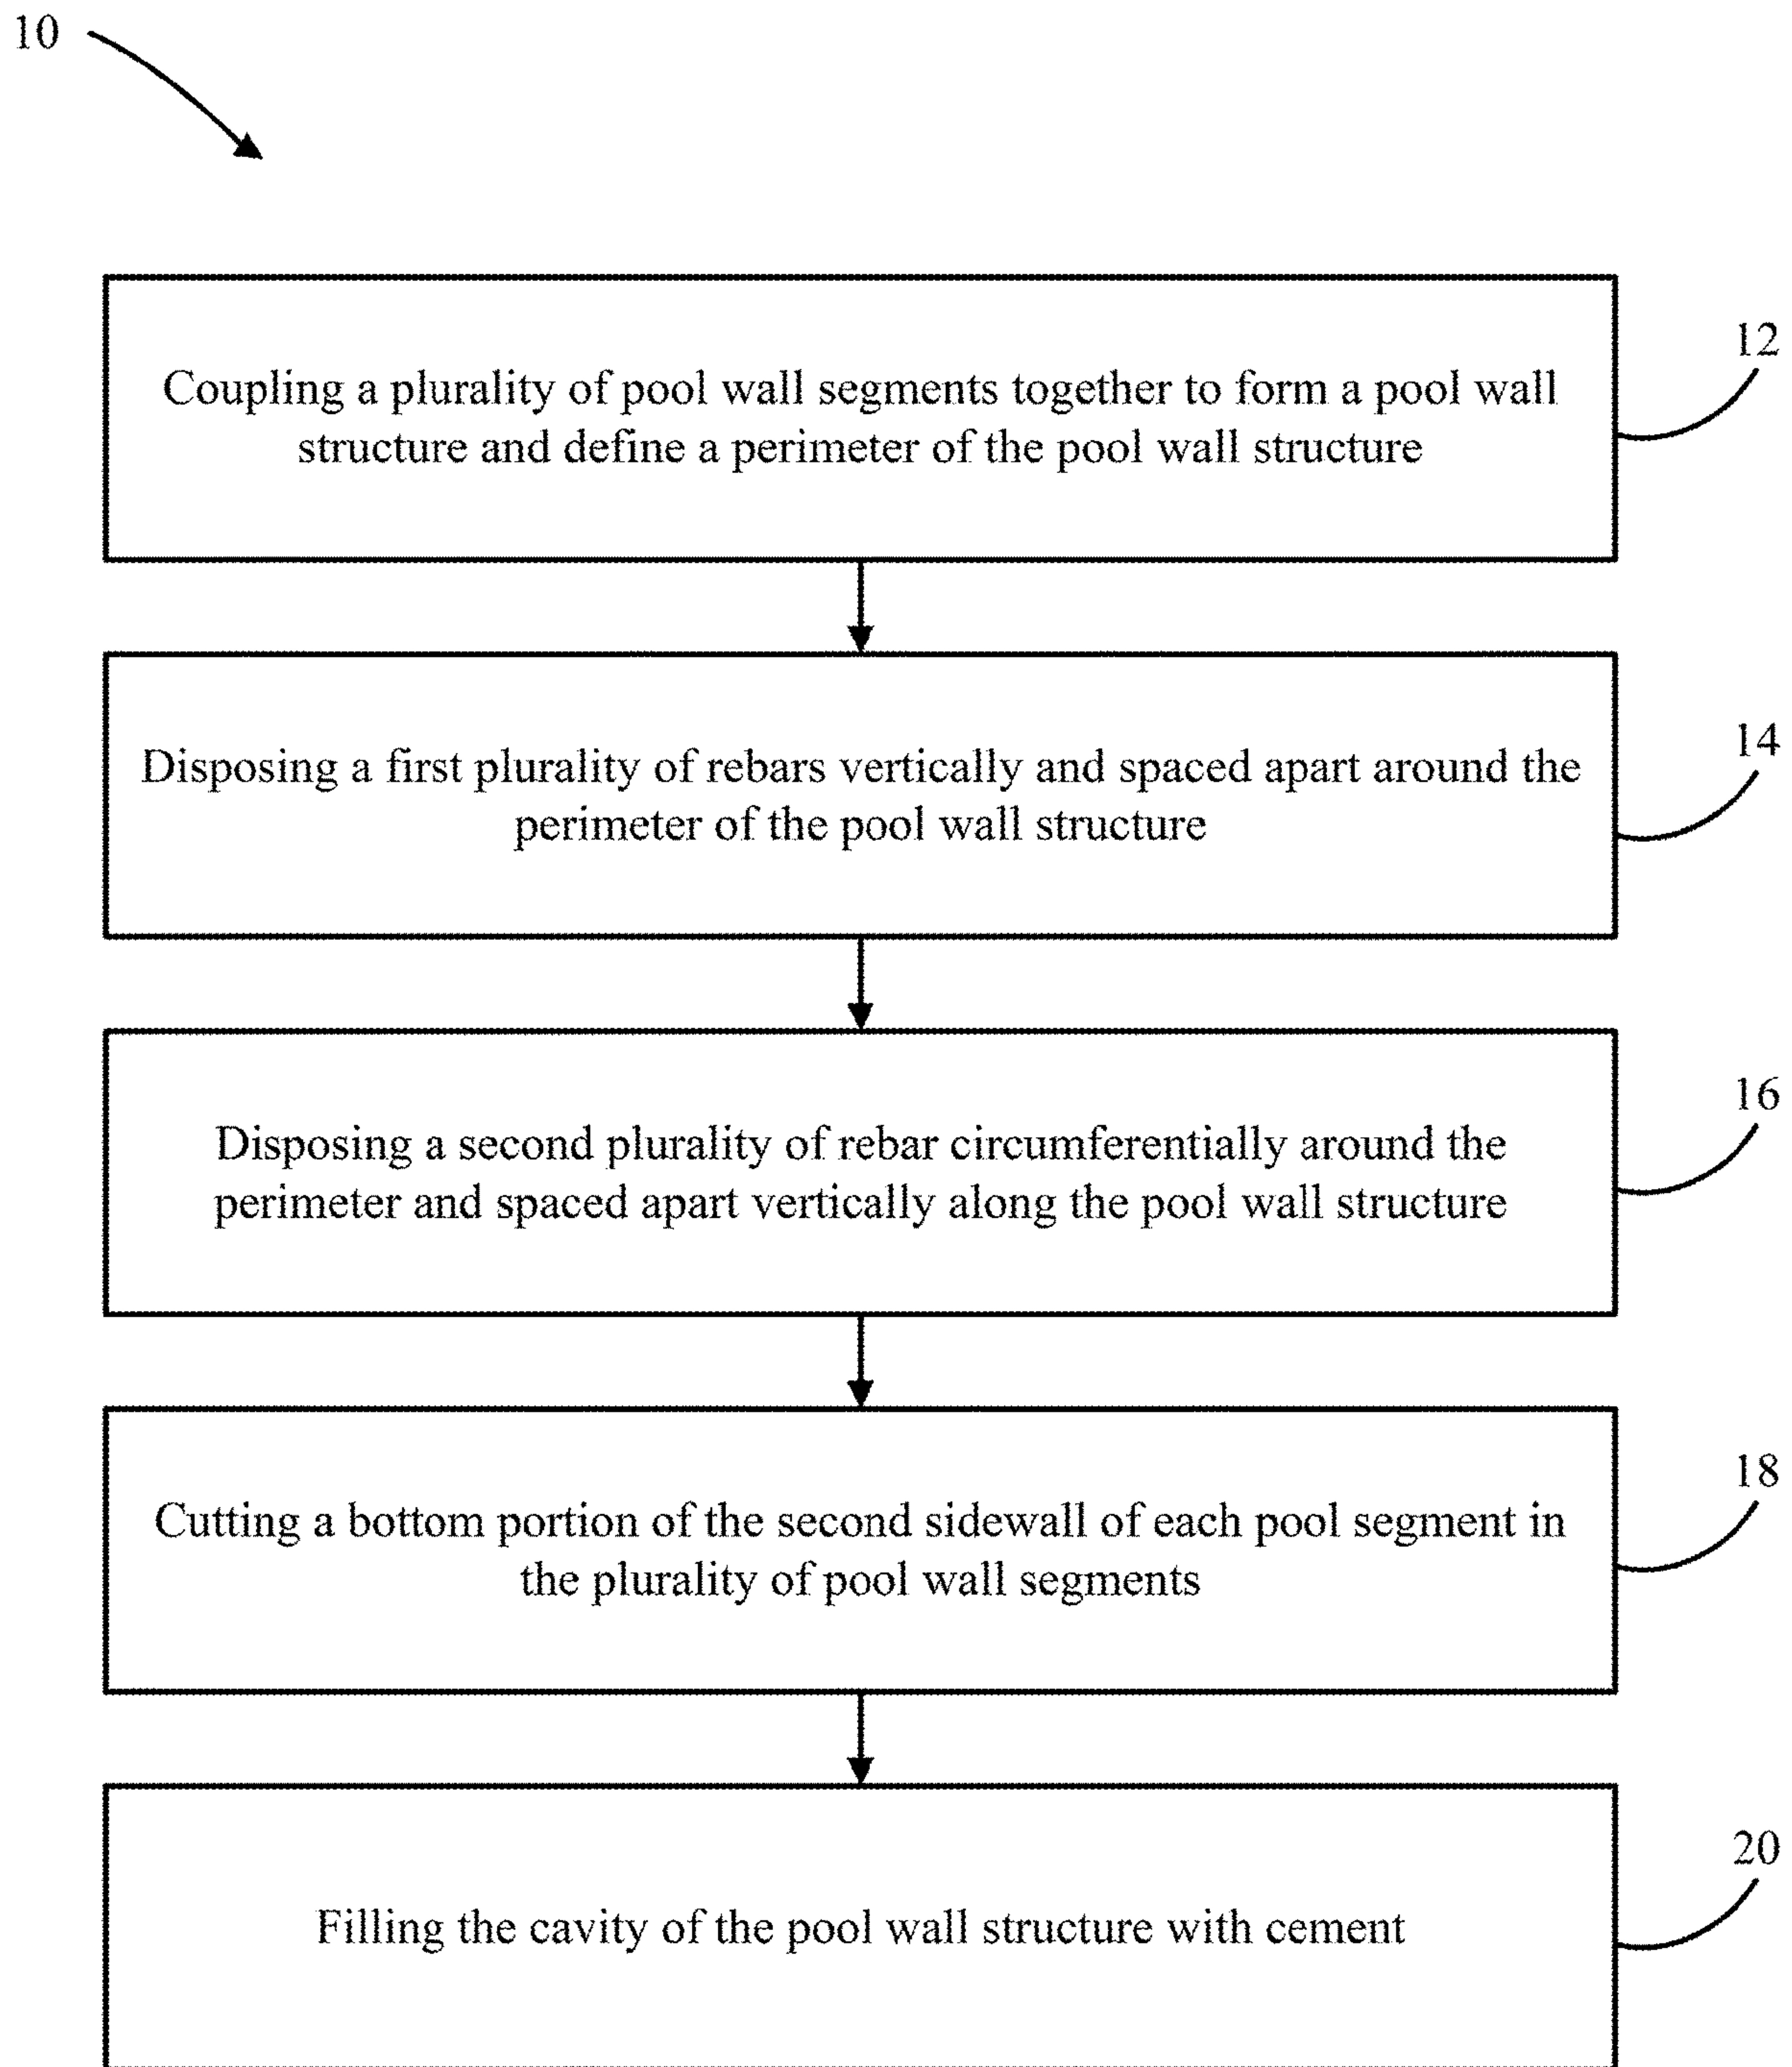 10
12
Coupling a plurality of pool wall segments together to form a pool wall
structure and define a perimeter of the pool wall structure
14
Disposing a first plurality of rebars vertically and spaced apart around the
perimeter of the pool wall structure
16
Disposing a second plurality of rebar circumferentially around the
perimeter and spaced apart vertically along the pool wall structure
18
Cutting a bottom portion of the second sidewall of each pool segment in
the plurality of pool wall segments
20
Filling the cavity of the pool wall structure with cement